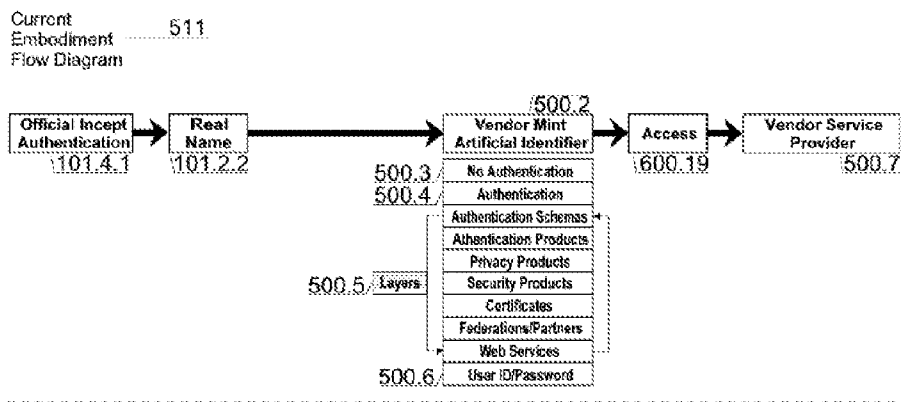 Current
Embodiment 511
Flow Diagram
500.2
Official Incept
Authentication
Real
Name
Vendor Mint
Artificial Identifier
Access
Vendor Service
Provider
101.4.1
101.2.2
600.19
500.7
500.3 No Authentication
500.4 Authentication
Authentication Schemas
Athentication Products
Privacy Products
500.5 Layers Security Products
Certificates
Federations/Partners
Web Services
500.6 User ID/Password